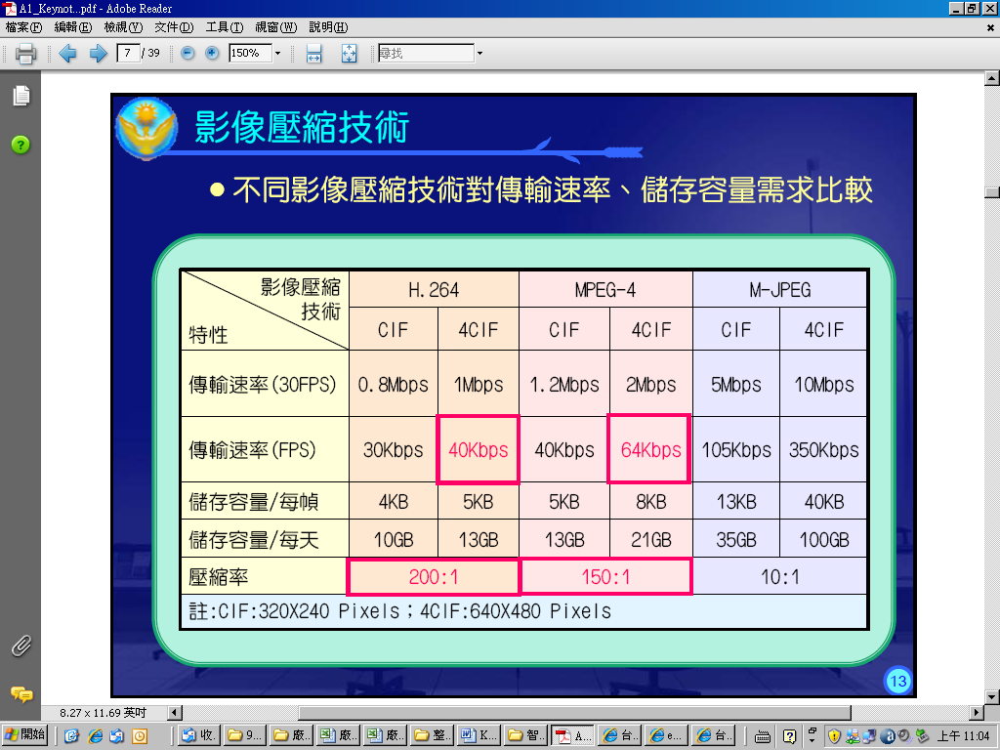 A1_Keynot...pdf - Adobe Reader
檔案(F) 編輯(E) 檢視(V) 文件(D) 工具(T) 視窗(W) 說明(H)
7 / 39 150% 尋找
影像壓縮技術
不同影像壓縮技術對傳輸速率、儲存容量需求比較
影像壓縮技術 特性 H.264 MPEG-4 M-JPEG
CIF 4CIF CIF 4CIF CIF 4CIF
傳輸速率(30FPS) 0.8Mbps 1Mbps 1.2Mbps 2Mbps 5Mbps 10Mbps
傳輸速率(FPS) 30Kbps 40Kbps 40Kbps 64Kbps 105Kbps 350Kbps
儲存容量/每幀 4KB 5KB 5KB 8KB 13KB 40KB
儲存容量/每天 10GB 13GB 13GB 21GB 35GB 100GB
壓縮率 200:1 150:1 10:1
註:CIF:320X240 Pixels；4CIF:640X480 Pixels
13
8.27 x 11.69 英吋
開始 收... 9... 廠... 廠... 廠... 整... K... 智... A... 台... e... 台... 上午 11:04